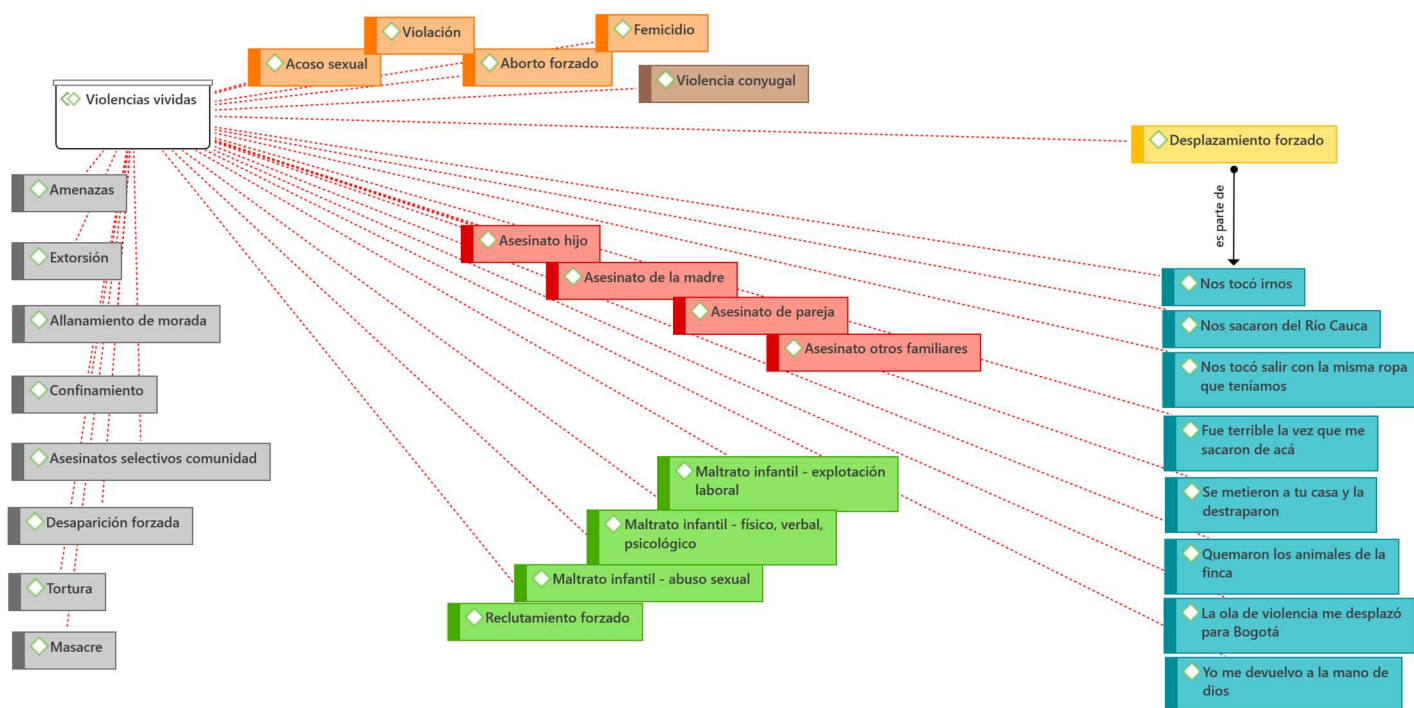 Violación
Femicidio
Acoso sexual
Aborto forzado
Violencia conyugal
Violencias vividas
Desplazamiento forzado
es parte de
Amenazas
Extorsión
Allanamiento de morada
Confinamiento
Asesinatos selectivos comunidad
Desaparición forzada
Tortura
Masacre
Asesinato hijo
Asesinato de la madre
Asesinato de pareja
Asesinato otros familiares
Maltrato infantil - explotación
laboral
Maltrato infantil - físico, verbal,
psicológico
Maltrato infantil - abuso sexual
Reclutamiento forzado
Nos tocó irnos
Nos sacaron del Río Cauca
Nos tocó salir con la misma ropa
que teníamos
Fue terrible la vez que me
sacaron de acá
Se metieron a tu casa y la
destraparon
Quemaron los animales de la
finca
La ola de violencia me desplazó
para Bogotá
Yo me devuelvo a la mano de
dios